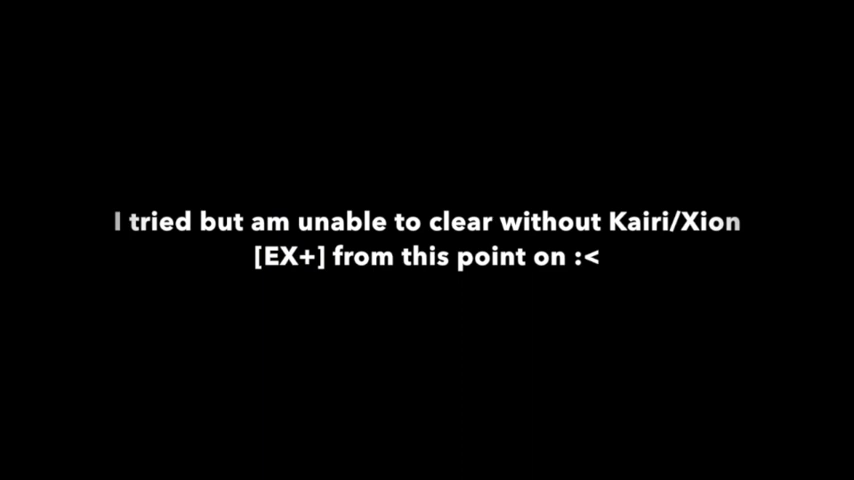 I tried but am unable to clear without Kairi/Xion
[EX+] from this point on :<